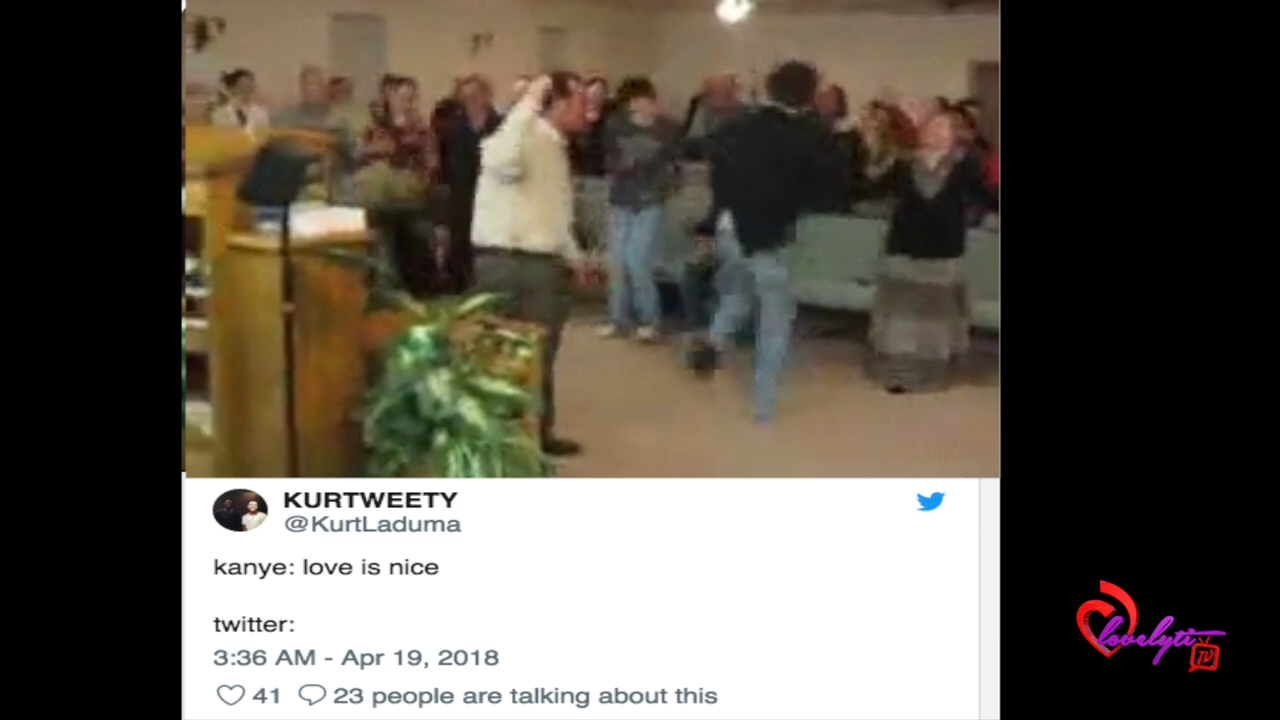 KURTWEETY
@KurtLaduma
kanye: love is nice
twitter:
3:36 AM - Apr 19, 2018
41 23 people are talking about this
lovelyti
TV